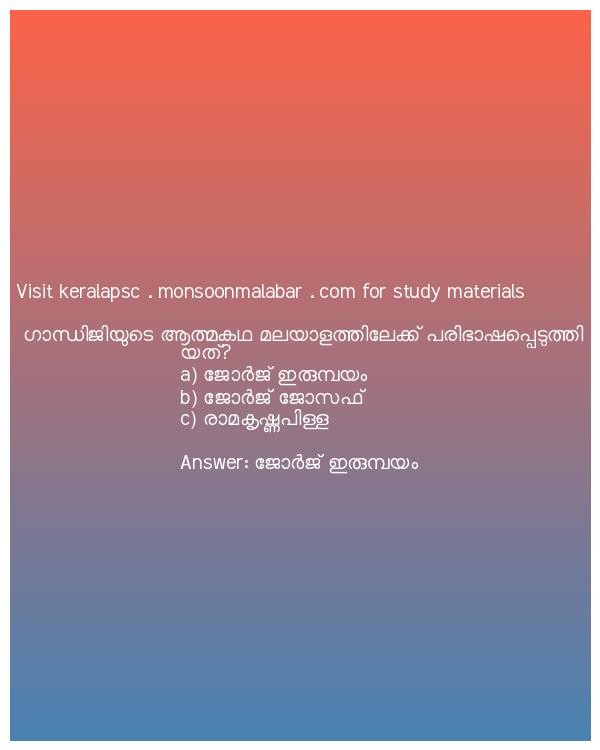 Visit keralapsc . monsoonmalabar . com for study materials
ഗാന്ധിജിയുടെ ആത്മകഥ മലയാളത്തിലേക്ക് പരിഭാഷപ്പെടുത്തി
യത്?
a) ജോർജ് ഇരുമ്പയം
b) ജോർജ് ജോസഫ്
c) രാമകൃഷ്ണപിള്ള
Answer: ജോർജ് ഇരുമ്പയം